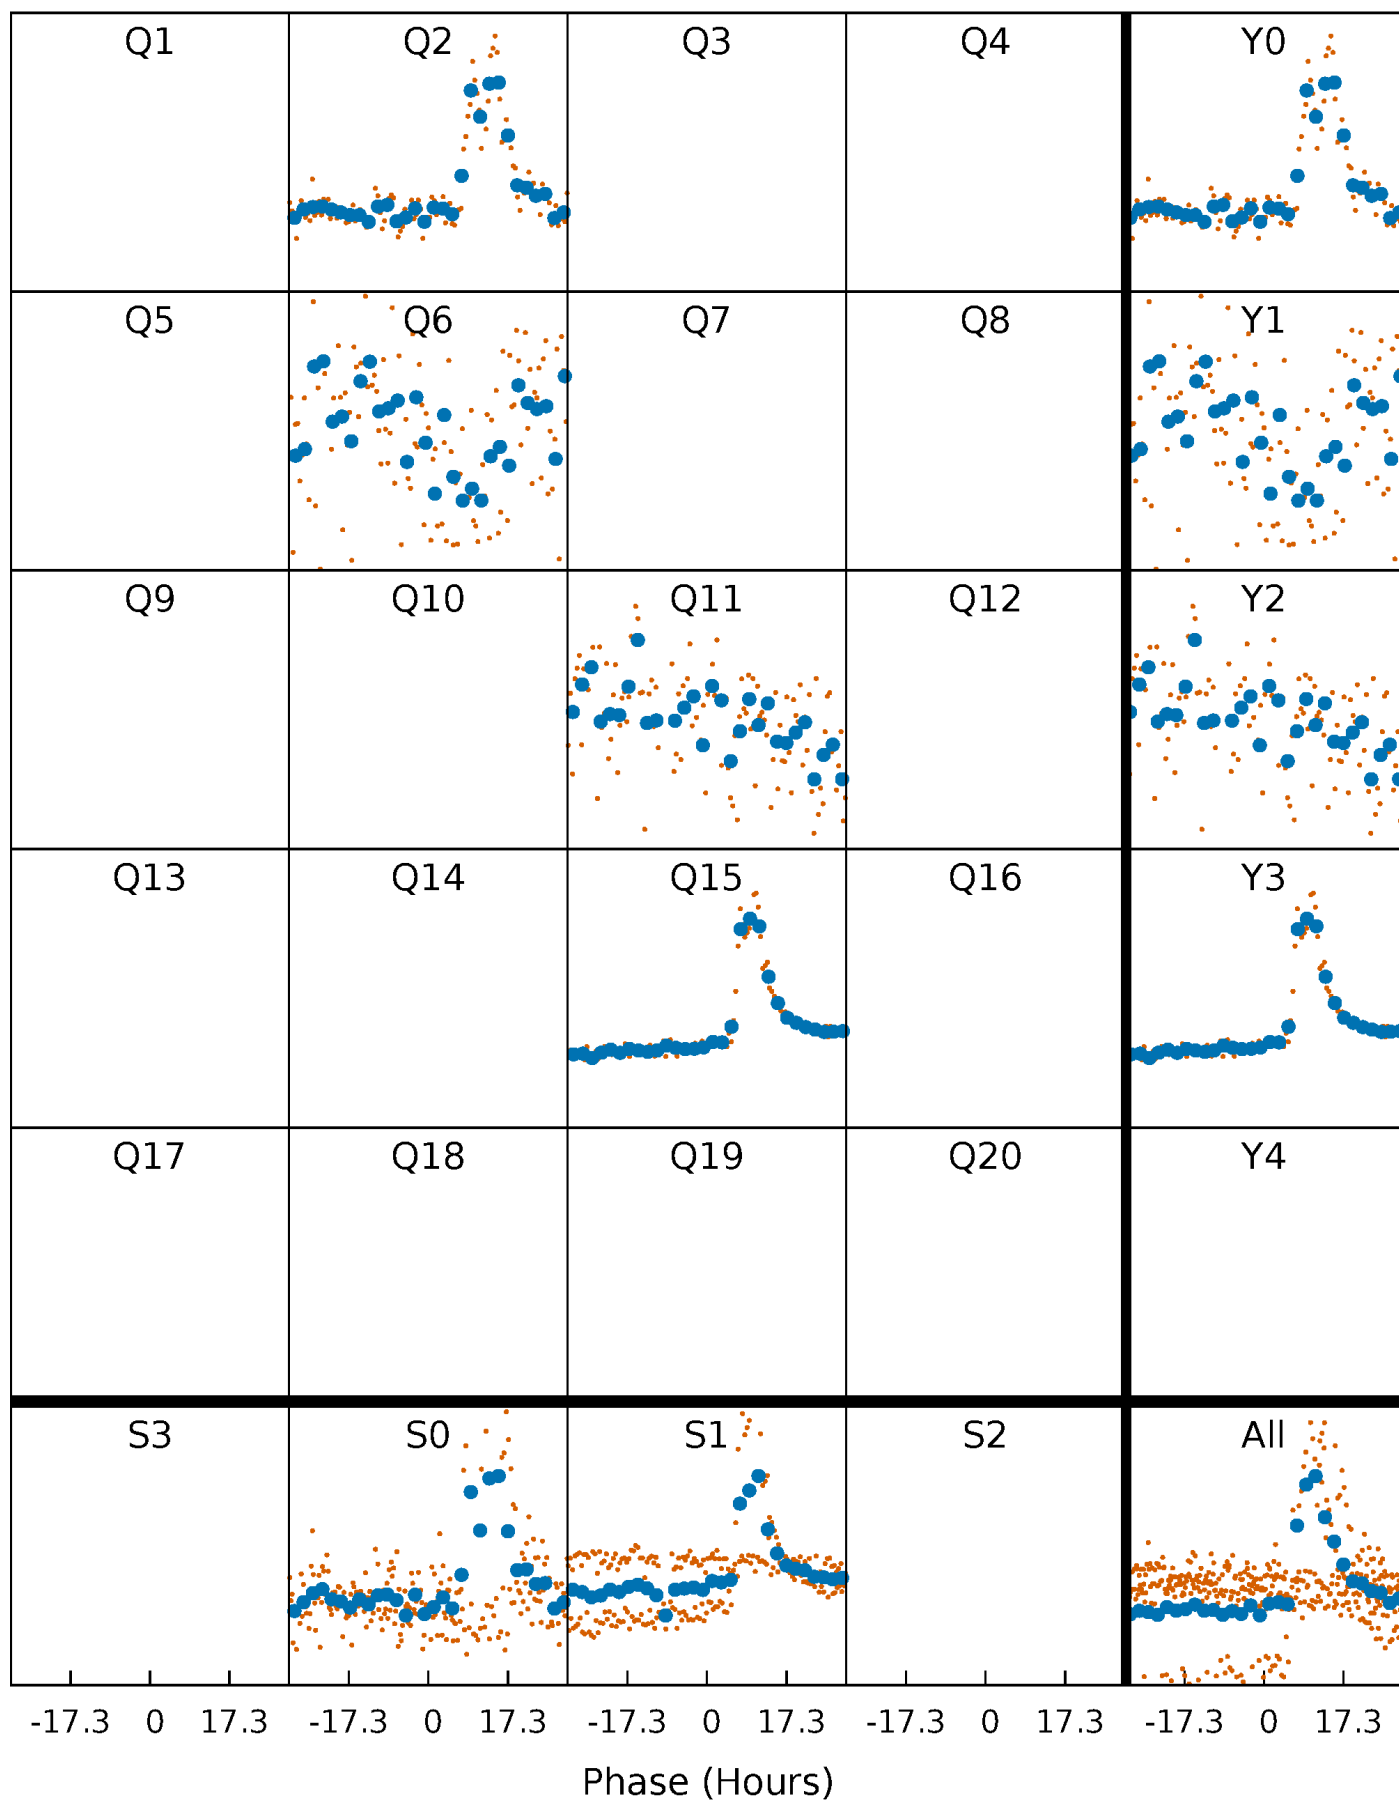 Q1 Q2 Q3 Q4 Y0
Q5 Q6 Q7 Q8 Y1
Q9 Q10 Q11 Q12 Y2
Q13 Q14 Q15 Q16 Y3
Q17 Q18 Q19 Q20 Y4
S3 S0 S1 S2 All
-17.3 0 17.3 -17.3 0 17.3 -17.3 0 17.3 -17.3 0 17.3 -17.3 0 17.3
Phase (Hours)